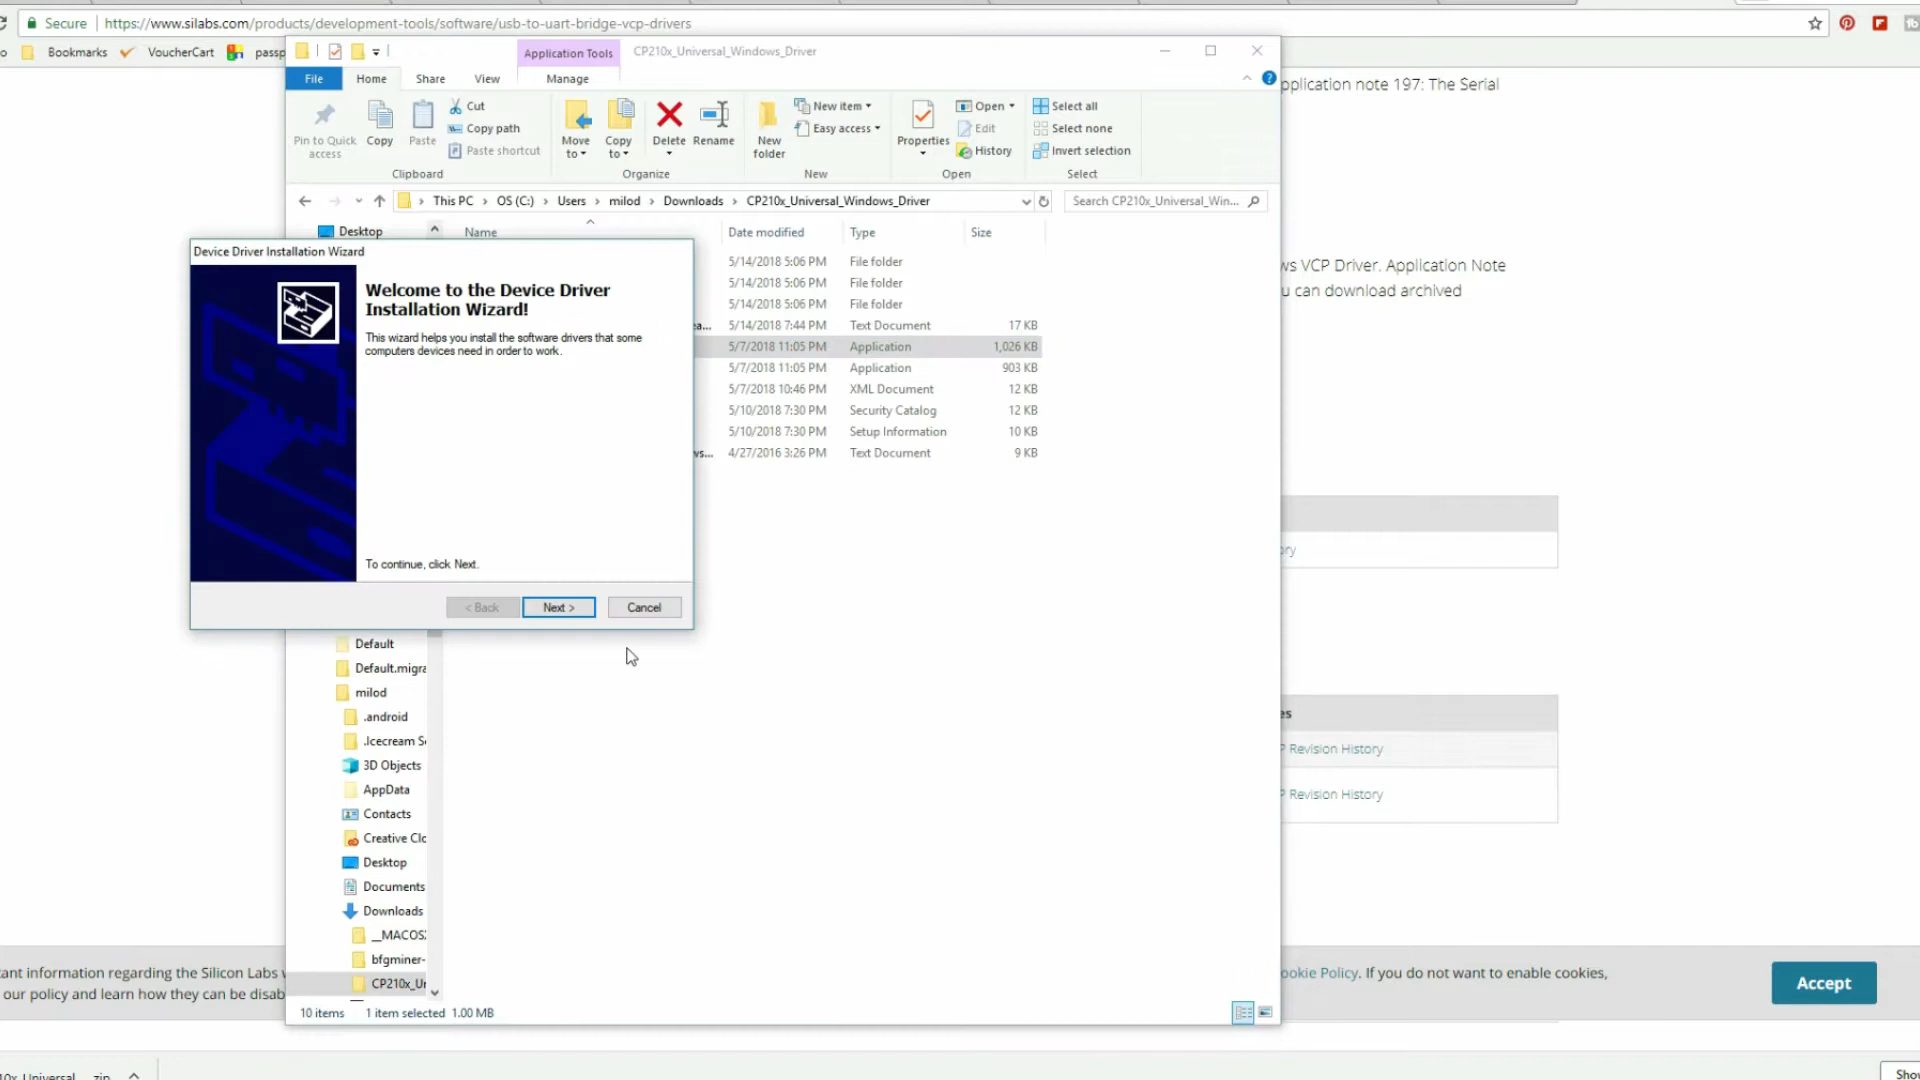 Secure
https://www.silabs.com/products/development-tools/software/usb-to-uart-bridge-vcp-drivers
Bookmarks
VoucherCart
Application Tools
CP210x_Universal_Windows_Driver
File
Home
Share
View
Manage
pplication note 197: The Serial
Pin to Quick access
Copy
Paste
Cut
Copy path
Paste shortcut
Move to
Copy to
Delete
Rename
New folder
New item
Easy access
Properties
Open
Edit
History
Select all
Select none
Invert selection
Clipboard
Organize
New
Open
Select
This PC
OS (C:)
Users
milod
Downloads
CP210x_Universal_Windows_Driver
Search CP210x_Universal_Win...
Desktop
Name
Date modified
Type
Size
5/14/2018 5:06 PM File folder
5/14/2018 5:06 PM File folder
5/14/2018 5:06 PM File folder
ea... 5/14/2018 7:44 PM Text Document 17 KB
5/7/2018 11:05 PM Application 1,026 KB
5/7/2018 11:05 PM Application 903 KB
5/7/2018 10:46 PM XML Document 12 KB
5/10/2018 7:30 PM Security Catalog 12 KB
5/10/2018 7:30 PM Setup Information 10 KB
4/27/2016 3:26 PM Text Document 9 KB
Device Driver Installation Wizard
Welcome to the Device Driver
Installation Wizard!
This wizard helps you install the software drivers that some
computers devices need in order to work.
To continue, click Next.
< Back
Next >
Cancel
VCP Driver. Application Note
can download archived
Revision History
Revision History
Default
Default.migra
milod
.android
.Icecream S
3D Objects
AppData
Contacts
Creative Clo
Desktop
Documents
Downloads
__MACOS
bfgminer-
CP210x_Ur
10 items
1 item selected 1.00 MB
information regarding the Silicon Labs
our policy and learn how they can be disab
ookie Policy. If you do not want to enable cookies,
Accept